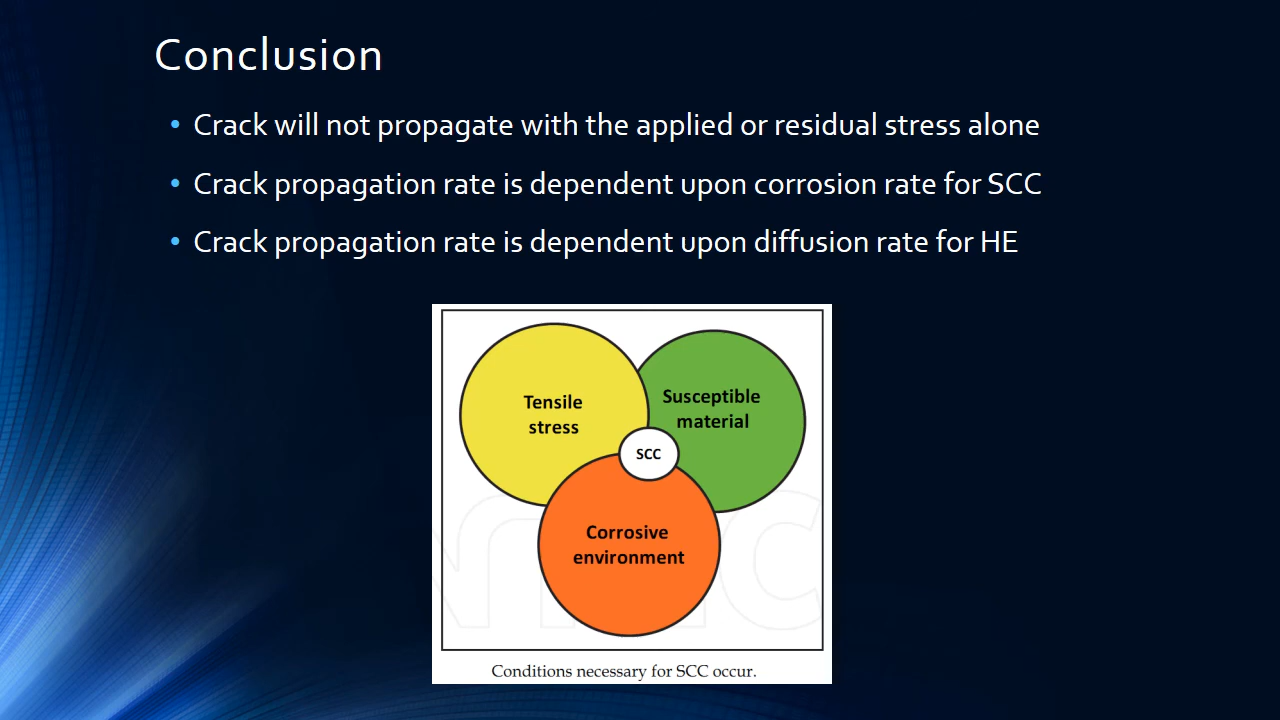 Conclusion
• Crack will not propagate with the applied or residual stress alone
• Crack propagation rate is dependent upon corrosion rate for SCC
• Crack propagation rate is dependent upon diffusion rate for HE
Tensile
stress
Susceptible
material
SCC
Corrosive
environment
Conditions necessary for SCC occur.